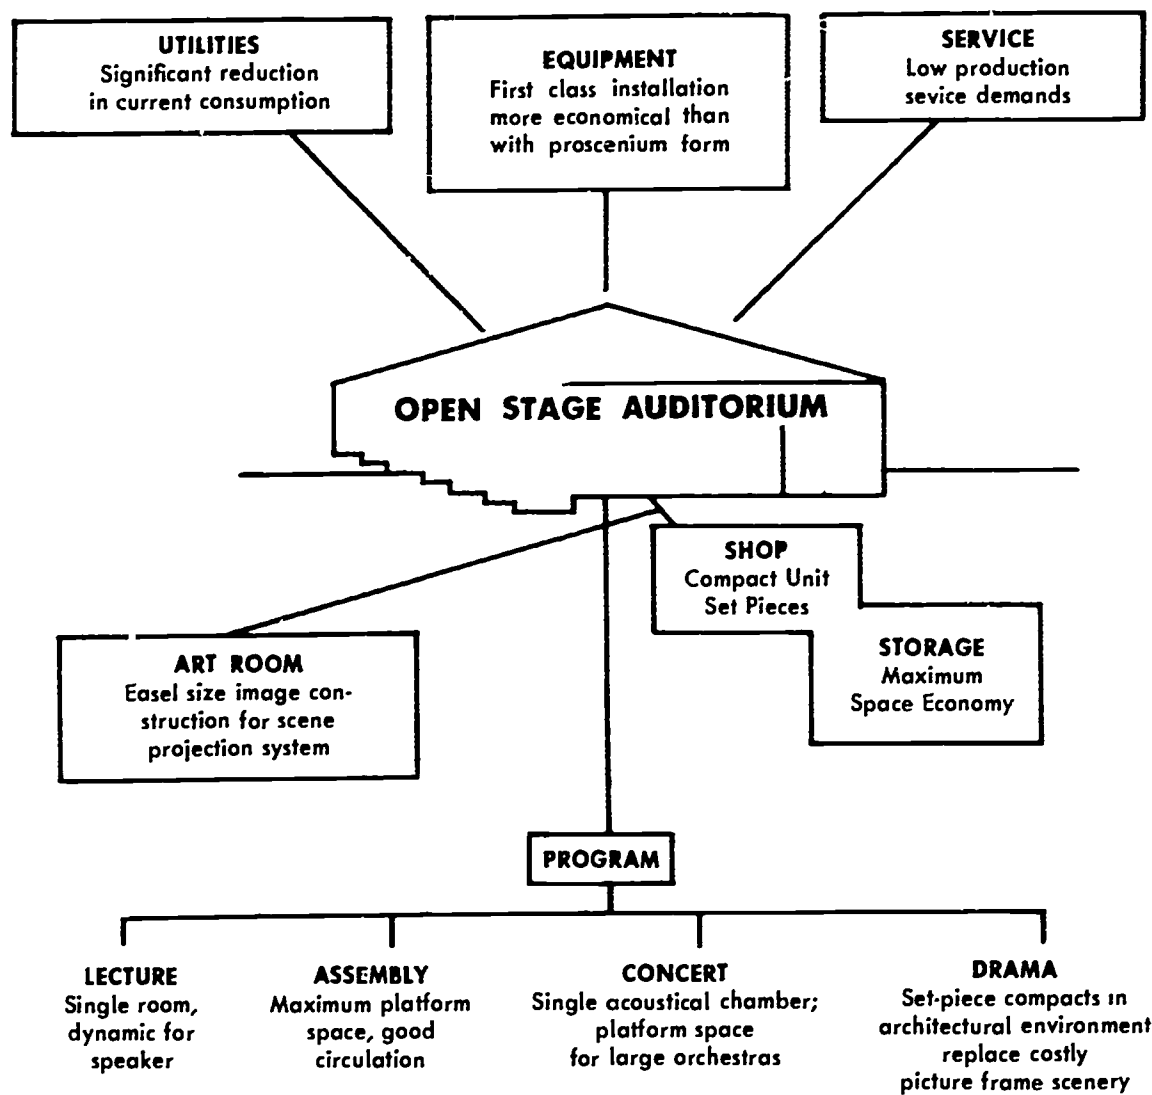 UTILITIES
Significant reduction
in current consumption
EQUIPMENT
First class installation
more economical than
with proscenium form
SERVICE
Low production
sevice demands
OPEN STAGE AUDITORIUM
SHOP
Compact Unit
Set Pieces
STORAGE
Maximum
Space Economy
ART ROOM
Easel size image con-
struction for scene
projection system
PROGRAM
LECTURE
Single room,
dynamic for
speaker
ASSEMBLY
Maximum platform
space, good
circulation
CONCERT
Single acoustical chamber;
platform space
for large orchestras
DRAMA
Set-piece compacts in
architectural environment
replace costly
picture frame scenery